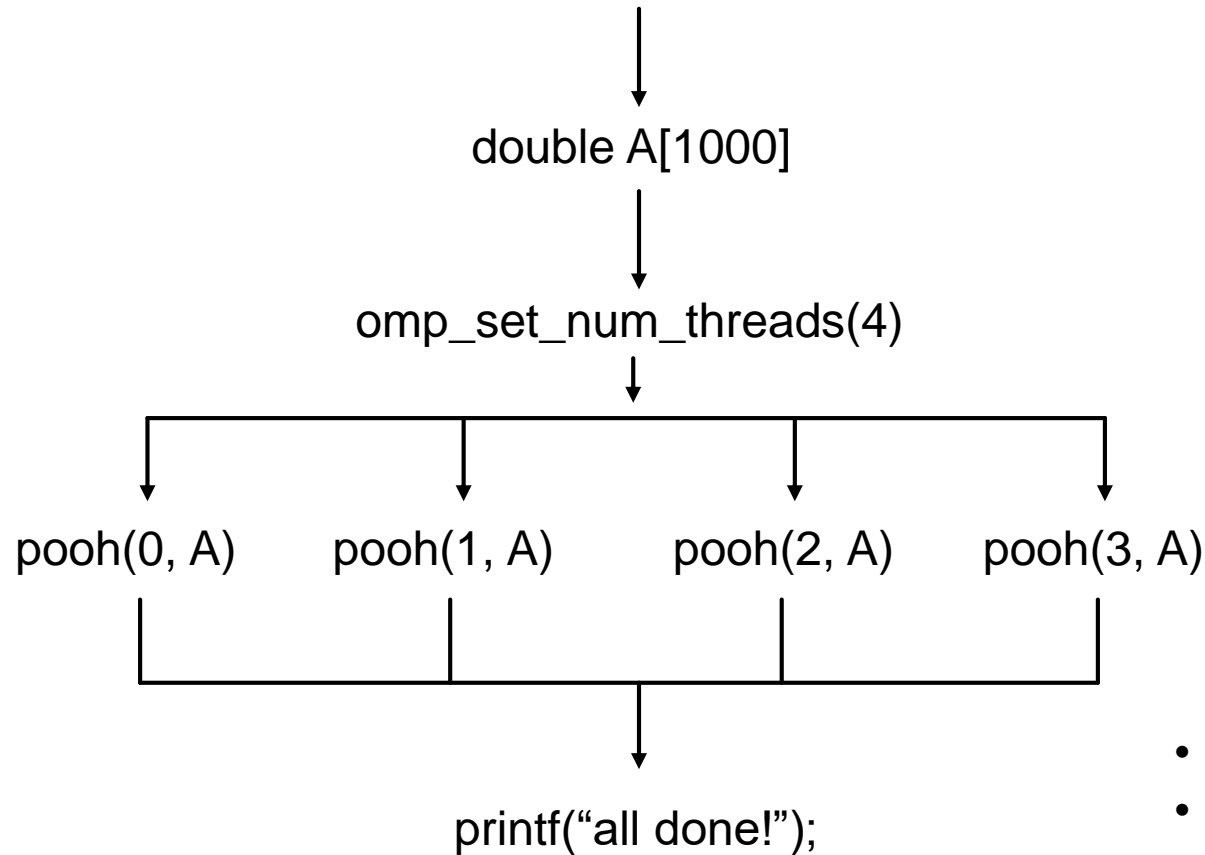 double A[1000]
omp_set_num_threads(4)
pooh(0, A) pooh(1, A) pooh(2, A) pooh(3, A)
•
•
printf(“all done!”);